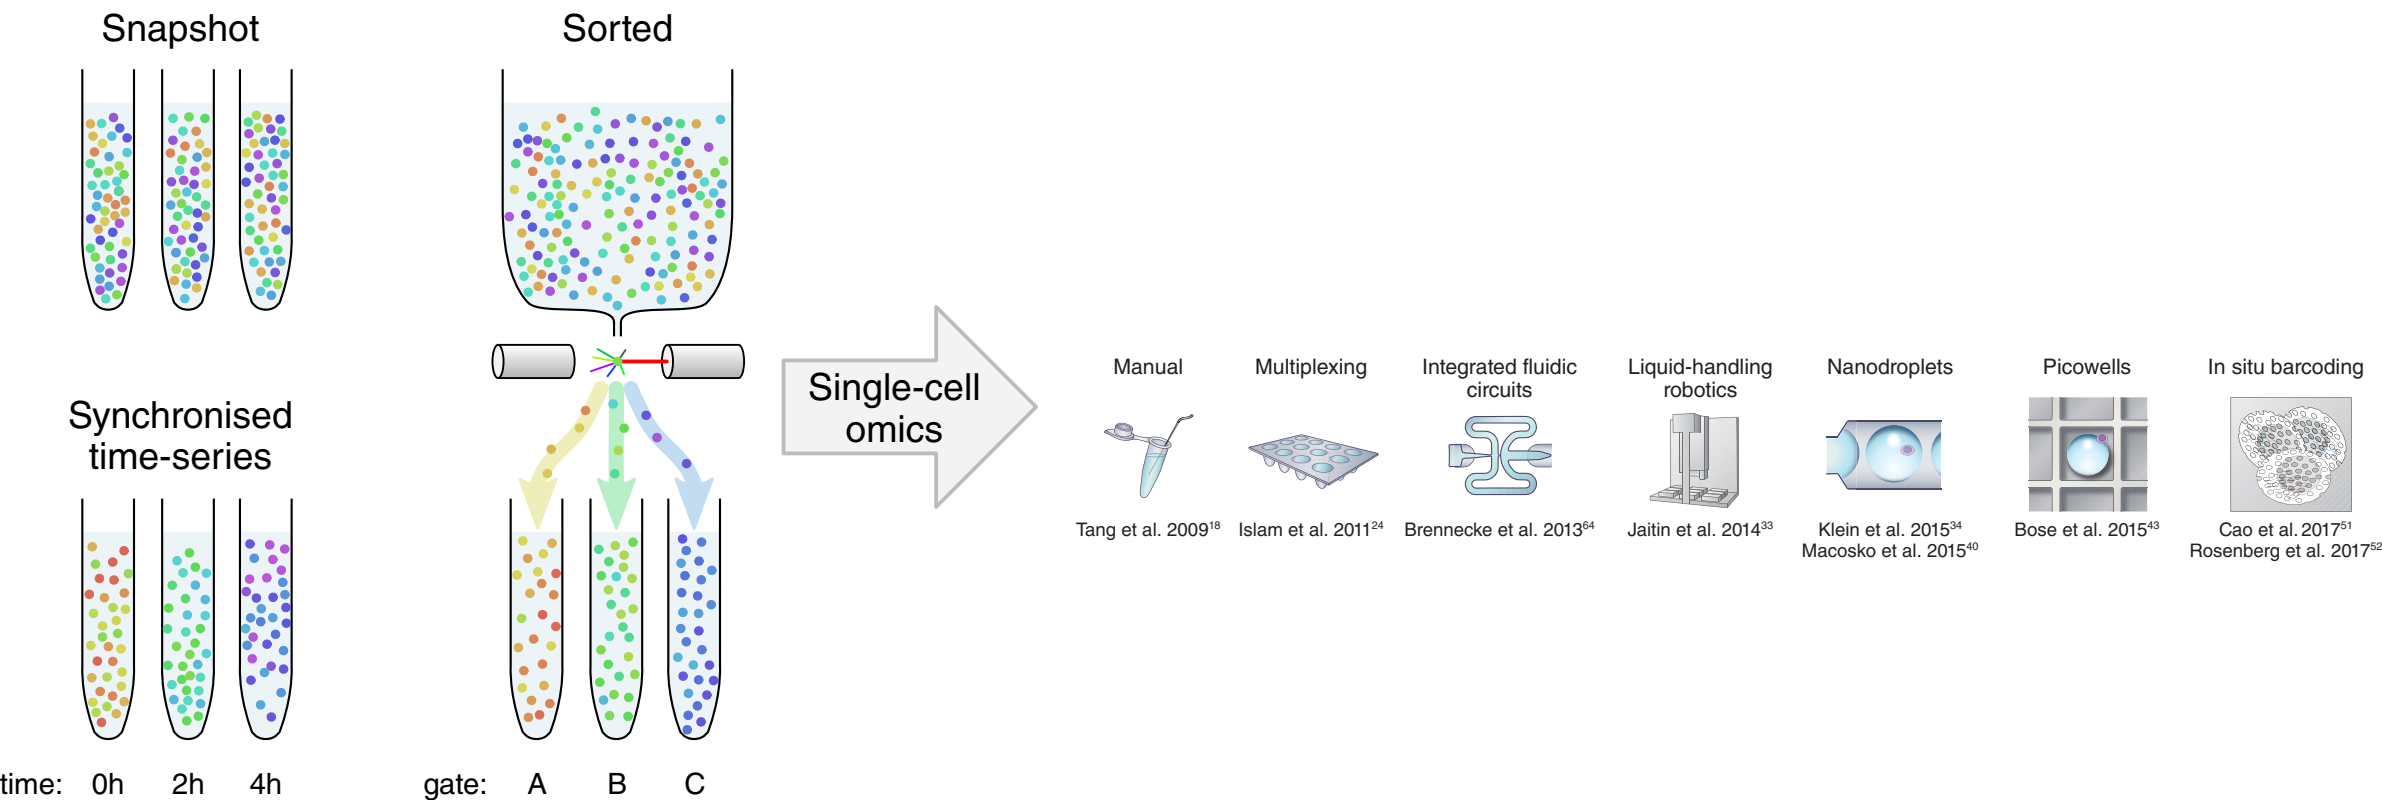 Snapshot
Sorted
Synchronised
time-series
time: 0h 2h 4h
gate: A B C
Single-cell
omics
Manual
Tang et al. 2009¹⁸
Multiplexing
Islam et al. 2011²⁴
Integrated fluidic
circuits
Brennecke et al. 2013⁶⁴
Liquid-handling
robotics
Jaitin et al. 2014³³
Nanodroplets
Klein et al. 2015³⁴
Macosko et al. 2015⁴⁰
Picowells
Bose et al. 2015⁴³
In situ barcoding
Cao et al. 2017⁵¹
Rosenberg et al. 2017⁵²